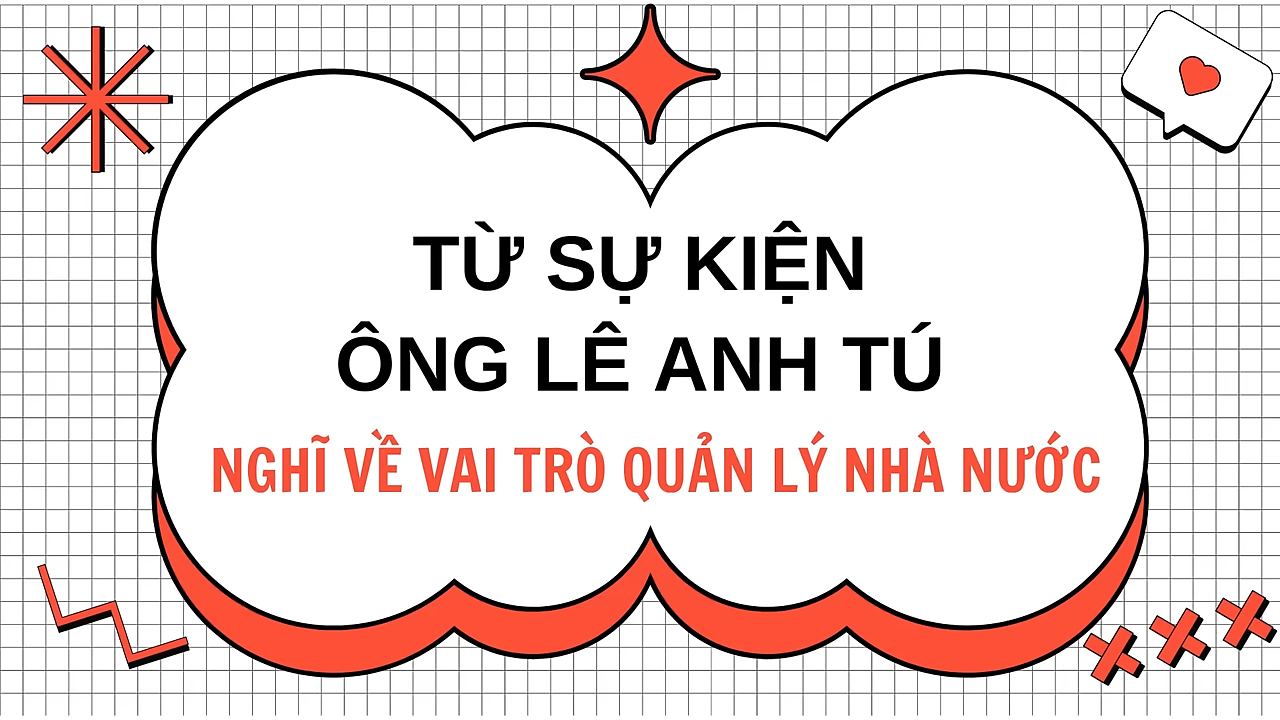 TỪ SỰ KIỆN
ÔNG LÊ ANH TÚ
NGHĨ VỀ VAI TRÒ QUẢN LÝ NHÀ NƯỚC